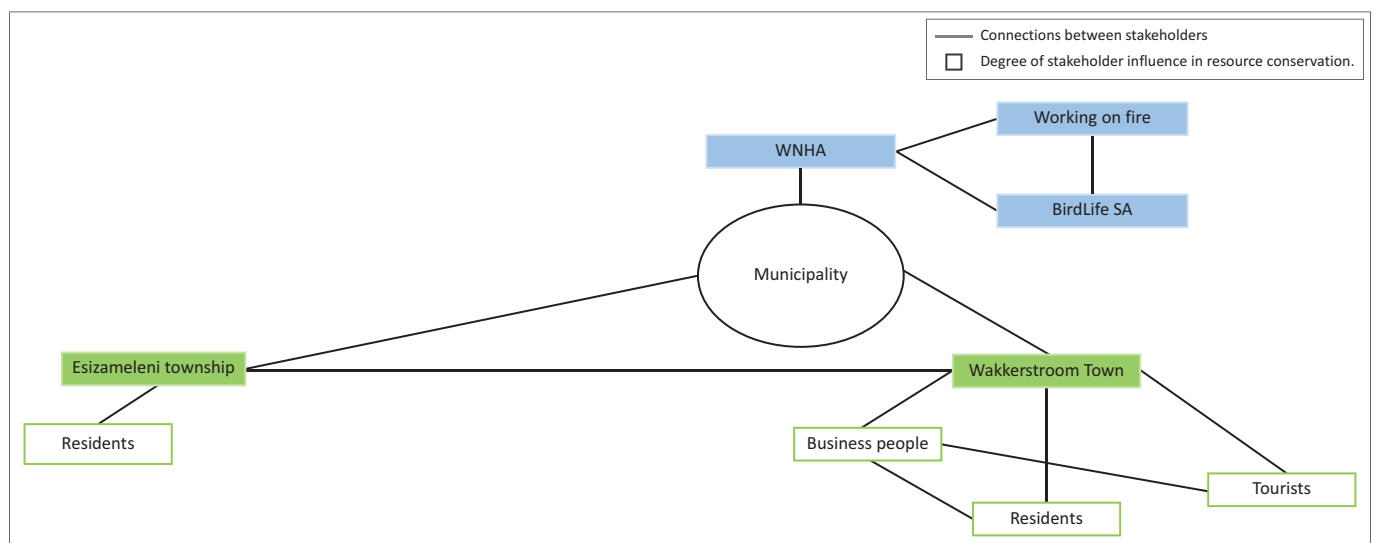 Connections between stakeholders
Degree of stakeholder influence in resource conservation.
Working on fire
WNHA
BirdLife SA
Municipality
Esizameleni township
Wakkerstroom Town
Residents
Business people
Tourists
Residents